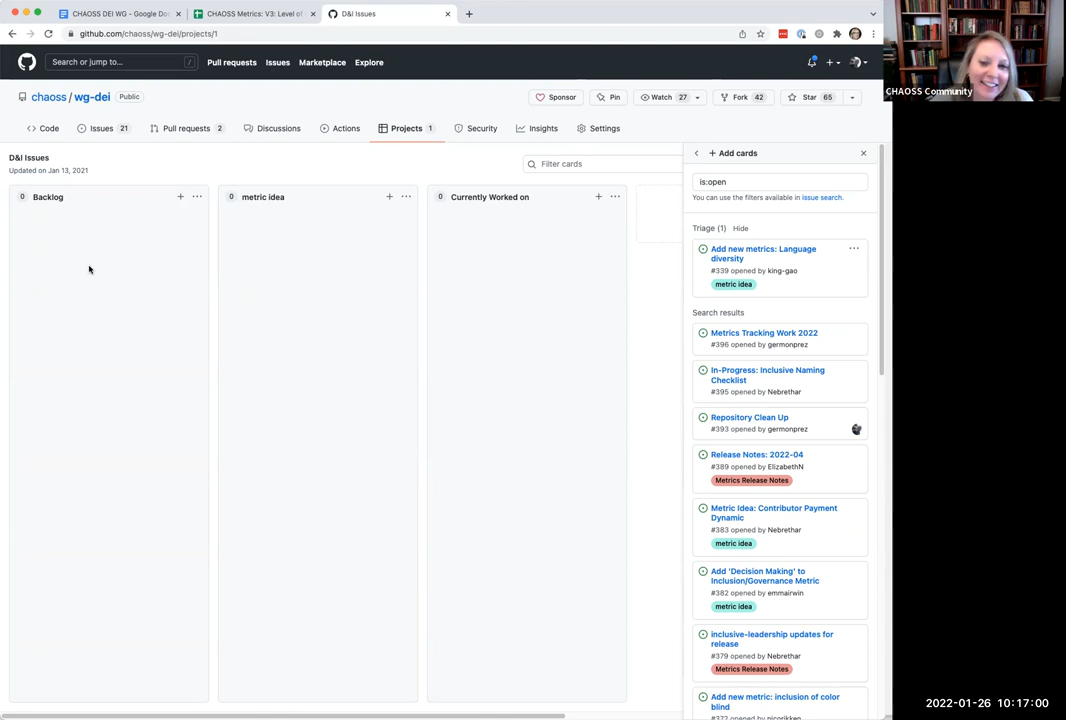 CHAOSS DEI WG - Google Do
CHAOSS Metrics: V3: Level of
D&I Issues
github.com/chaoss/wg-dei/projects/1
Search or jump to...
/
Pull requests
Issues
Marketplace
Explore
chaoss / wg-dei
Public
Sponsor
Pin
Watch 27
Fork 42
Star 65
Code
Issues 21
Pull requests 2
Discussions
Actions
Projects 1
Security
Insights
Settings
D&I Issues
Updated on Jan 13, 2021
Filter cards
0 Backlog
0 metric idea
0 Currently Worked on
+ Add cards
is:open
You can use the filters available in issue search.
Triage (1) Hide
Add new metrics: Language
diversity
#339 opened by king-gao
metric idea
Search results
Metrics Tracking Work 2022
#396 opened by germonprez
In-Progress: Inclusive Naming
Checklist
#395 opened by Nebrethar
Repository Clean Up
#393 opened by germonprez
Release Notes: 2022-04
#389 opened by ElizabethN
Metrics Release Notes
Metric Idea: Contributor Payment
Dynamic
#383 opened by Nebrethar
metric idea
Add 'Decision Making' to
Inclusion/Governance Metric
#382 opened by emmairwin
metric idea
inclusive-leadership updates for
release
#379 opened by Nebrethar
Metrics Release Notes
Add new metric: inclusion of color
blind
CHAOSS Community
2022-01-26 10:17:00